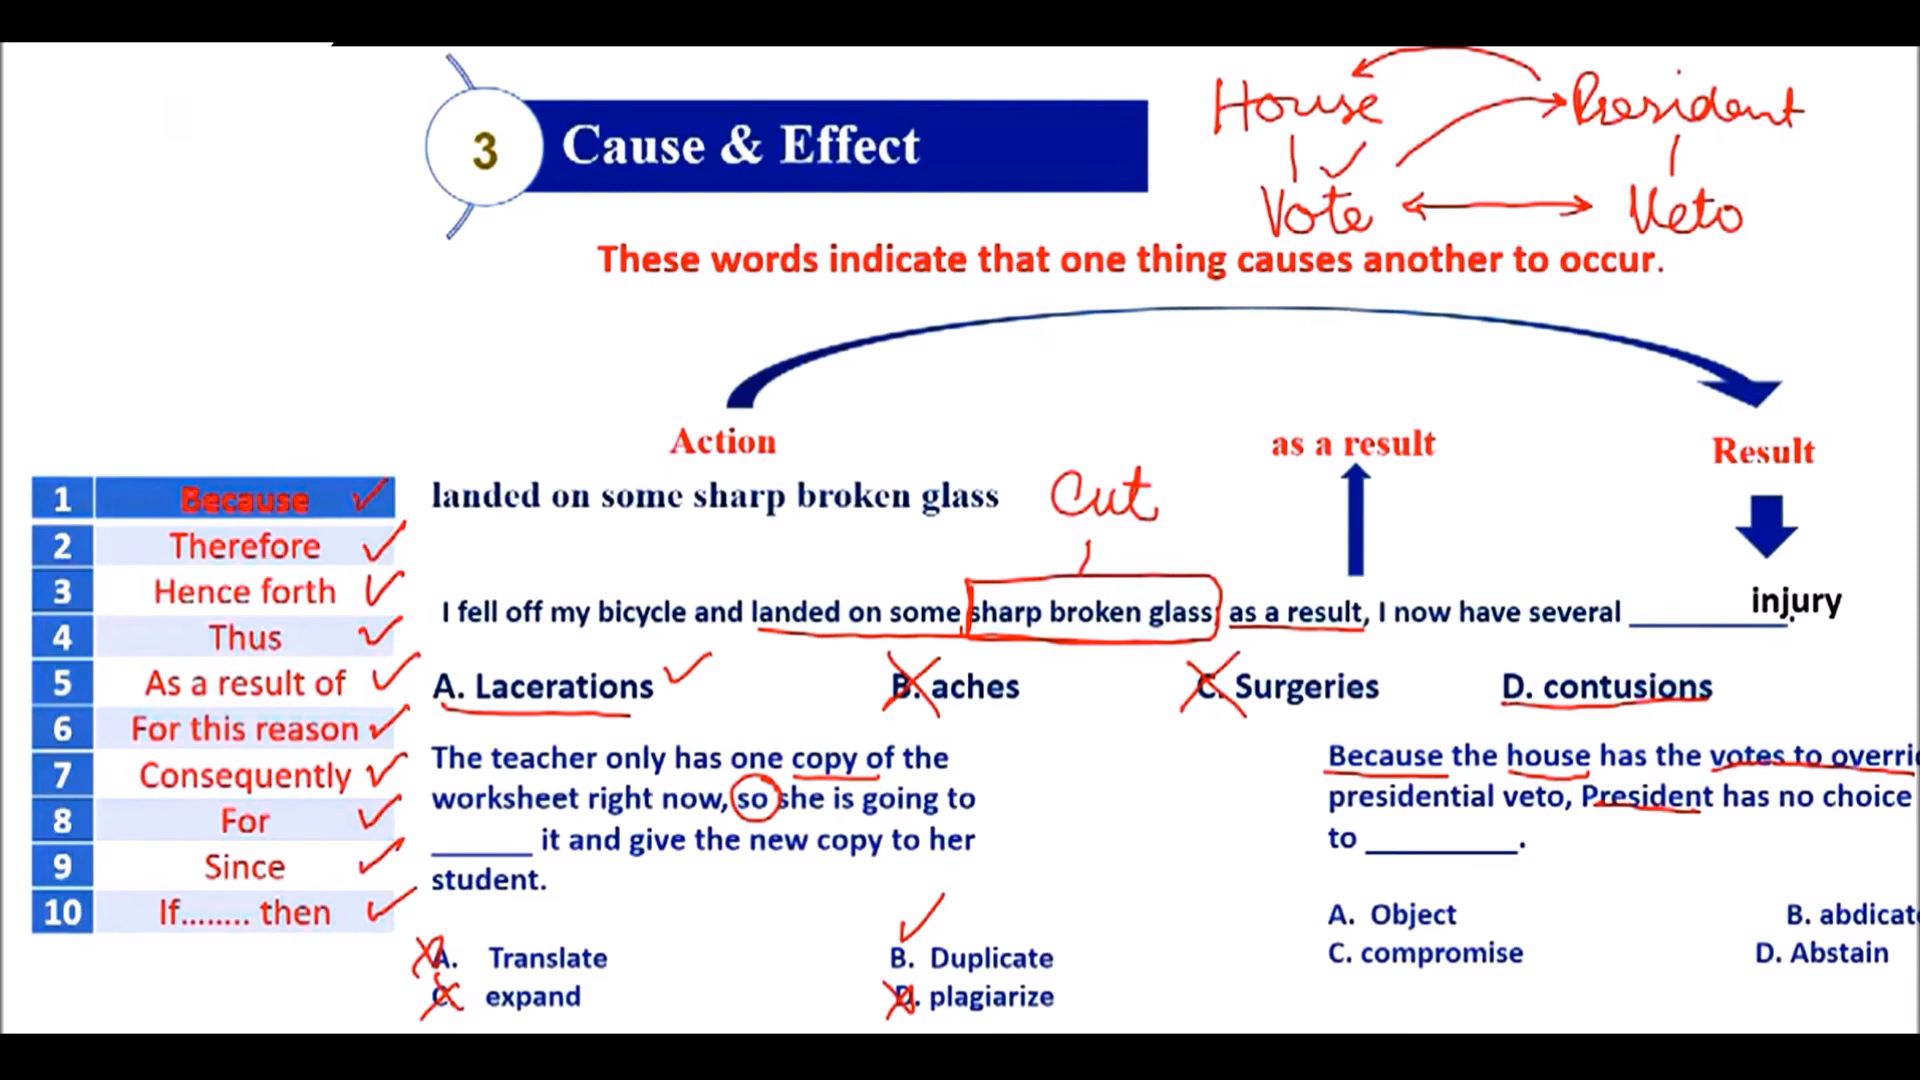 House President
3 Cause & Effect
Vote Veto
These words indicate that one thing causes another to occur.
Action as a result Result
1 Because
2 Therefore
3 Hence forth
4 Thus
5 As a result of
6 For this reason
7 Consequently
8 For
9 Since
10 If........ then
landed on some sharp broken glass Cut
injury
I fell off my bicycle and landed on some sharp broken glass; as a result, I now have several __________.
A. Lacerations B. aches C. Surgeries D. contusions
The teacher only has one copy of the
worksheet right now, so she is going to
_______ it and give the new copy to her
student.
A. Translate B. Duplicate
C. expand D. plagiarize
Because the house has the votes to overri
presidential veto, President has no choice
to __________.
A. Object B. abdicat
C. compromise D. Abstain